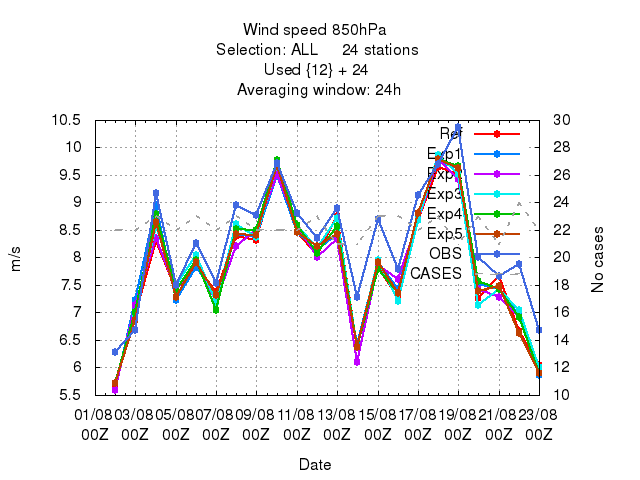 Wind speed 850hPa
Selection: ALL 24 stations
Used {12} + 24
Averaging window: 24h
m/s
10.5
10
9.5
9
8.5
8
7.5
7
6.5
6
5.5
30
28
26
24
22
20
18
16
14
12
10
No cases
Ref
Exp1
Exp2
Exp3
Exp4
Exp5
OBS
CASES
01/08 03/08 05/08 07/08 09/08 11/08 13/08 15/08 17/08 19/08 21/08 23/08
00Z 00Z 00Z 00Z 00Z 00Z 00Z 00Z 00Z 00Z 00Z 00Z
Date